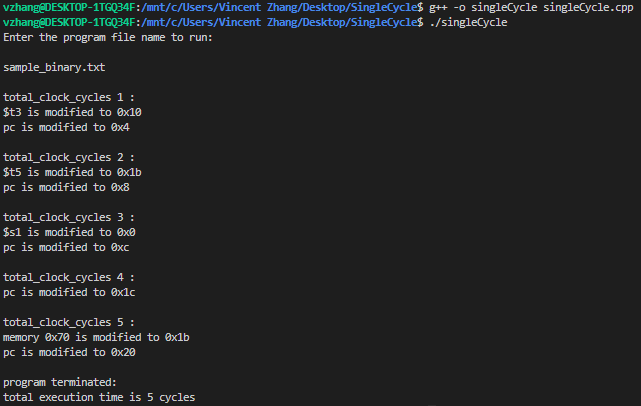 vzhang@DESKTOP-1TGQ34F:/mnt/c/Users/Vincent Zhang/Desktop/SingleCycle$ g++ -o singleCycle singleCycle.cpp
vzhang@DESKTOP-1TGQ34F:/mnt/c/Users/Vincent Zhang/Desktop/SingleCycle$ ./singleCycle
Enter the program file name to run:
sample_binary.txt
total_clock_cycles 1 :
$t3 is modified to 0x10
pc is modified to 0x4
total_clock_cycles 2 :
$t5 is modified to 0x1b
pc is modified to 0x8
total_clock_cycles 3 :
$s1 is modified to 0x0
pc is modified to 0xc
total_clock_cycles 4 :
pc is modified to 0x1c
total_clock_cycles 5 :
memory 0x70 is modified to 0x1b
pc is modified to 0x20
program terminated:
total execution time is 5 cycles